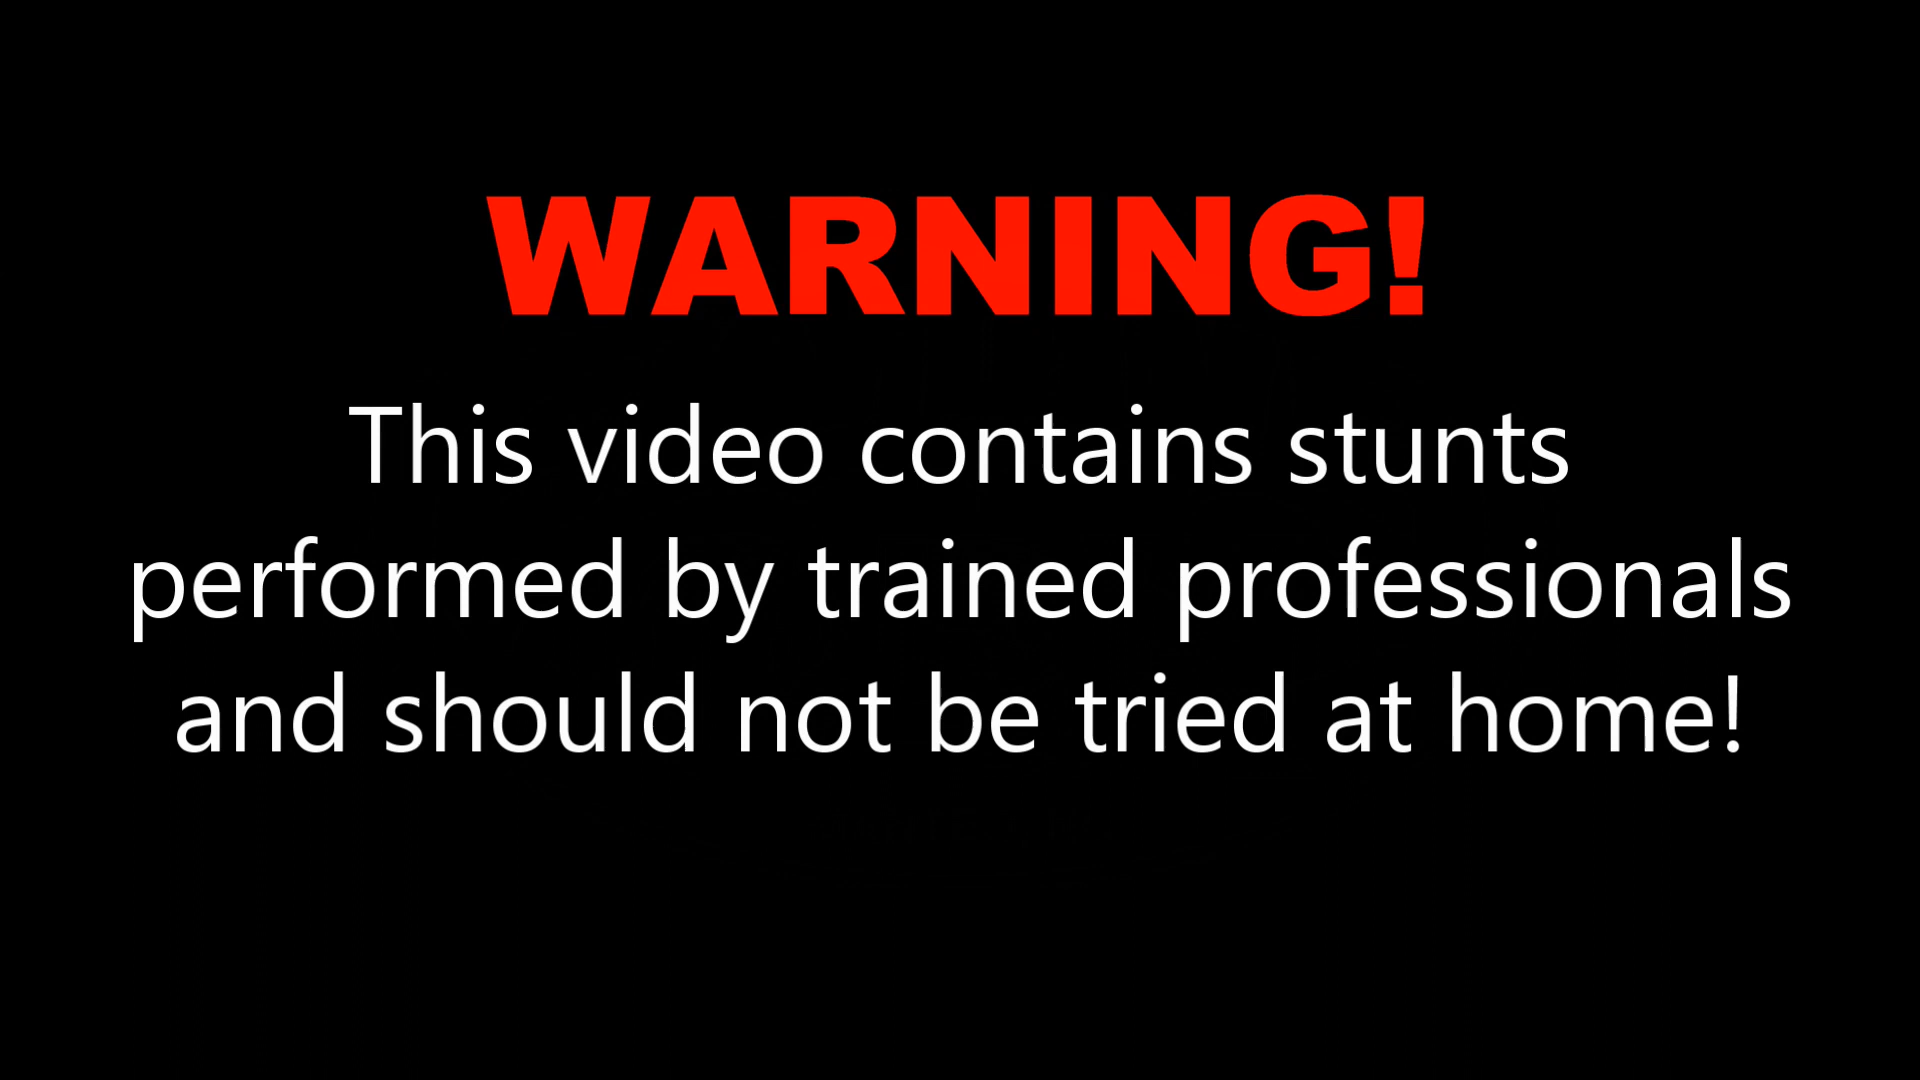 WARNING!
This video contains stunts
performed by trained professionals
and should not be tried at home!